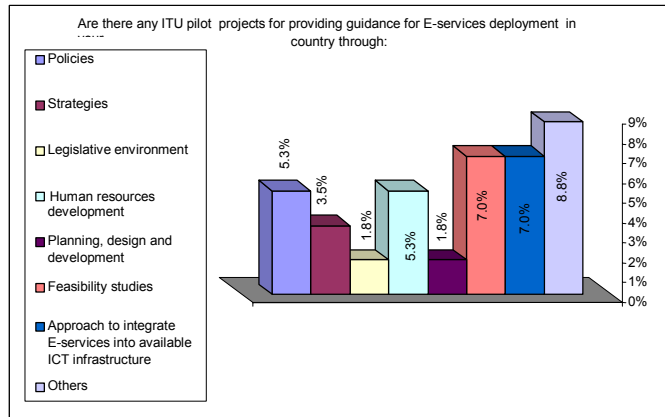 Are there any ITU pilot projects for providing guidance for E-services deployment in
country through:
Policies
Strategies
Legislative environment
Human resources
development
Planning, design and
development
Feasibility studies
Approach to integrate
E-services into available
ICT infrastructure
Others
5.3%
3.5%
1.8%
5.3%
1.8%
7.0%
7.0%
8.8%
9%
8%
7%
6%
5%
4%
3%
2%
1%
0%